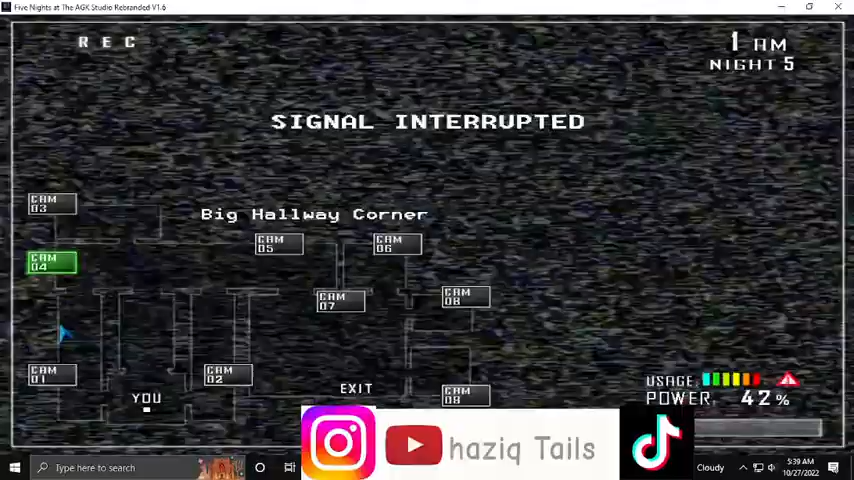 Five Nights at The AGK Studio Rebranded V1.6
REC
1 AM
NIGHT 5
SIGNAL INTERRUPTED
CAM 03
Big Hallway Corner
CAM 05
CAM 06
CAM 04
CAM 07
CAM 08
CAM 01
CAM 02
YOU
EXIT
CAM 09
USAGE:
POWER 42%
haziq Tails
Type here to search
Cloudy
5:39 AM
10/27/2022